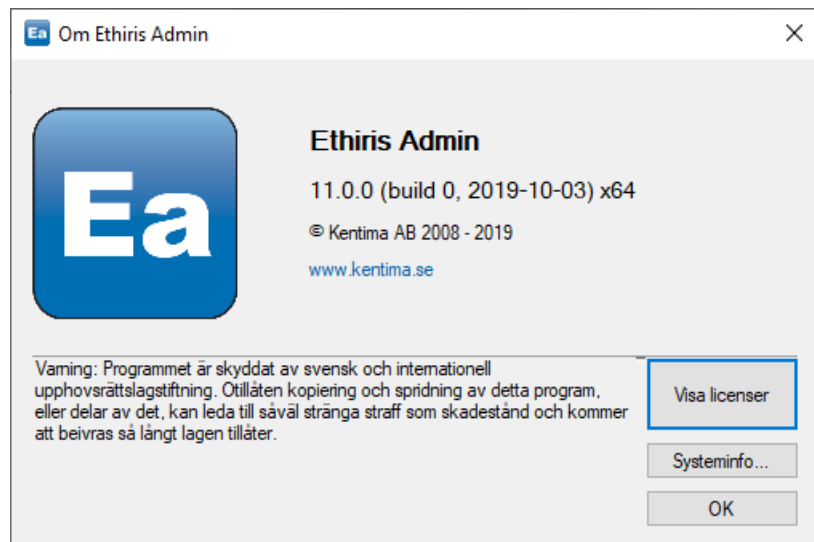 Ea Om Ethiris Admin
Ea
Ethiris Admin
11.0.0 (build 0, 2019-10-03) x64
© Kentima AB 2008 - 2019
www.kentima.se
Varning: Programmet är skyddat av svensk och internationell
upphovsrättslagstiftning. Otillåten kopiering och spridning av detta program,
eller delar av det, kan leda till såväl stränga straff som skadestånd och kommer
att beivras så långt lagen tillåter.
Visa licenser
Systeminfo...
OK